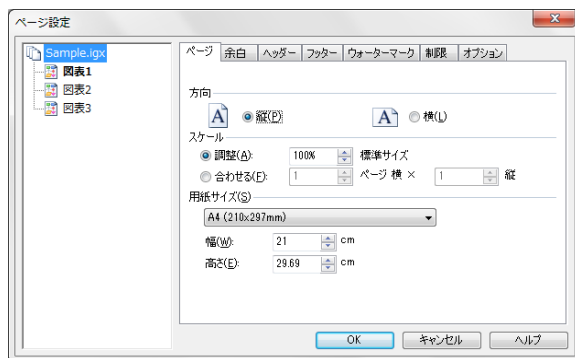 ページ設定
Sample.igx
図表1
図表2
図表3
ページ 余白 ヘッダー フッター ウォーターマーク 制限 オプション
方向
A 縦(P) A 横(L)
スケール
調整(A): 100% 標準サイズ
合わせる(F): 1 ページ 横 × 1 縦
用紙サイズ(S)
A4 (210x297mm)
幅(W): 21 cm
高さ(E): 29.69 cm
OK キャンセル ヘルプ